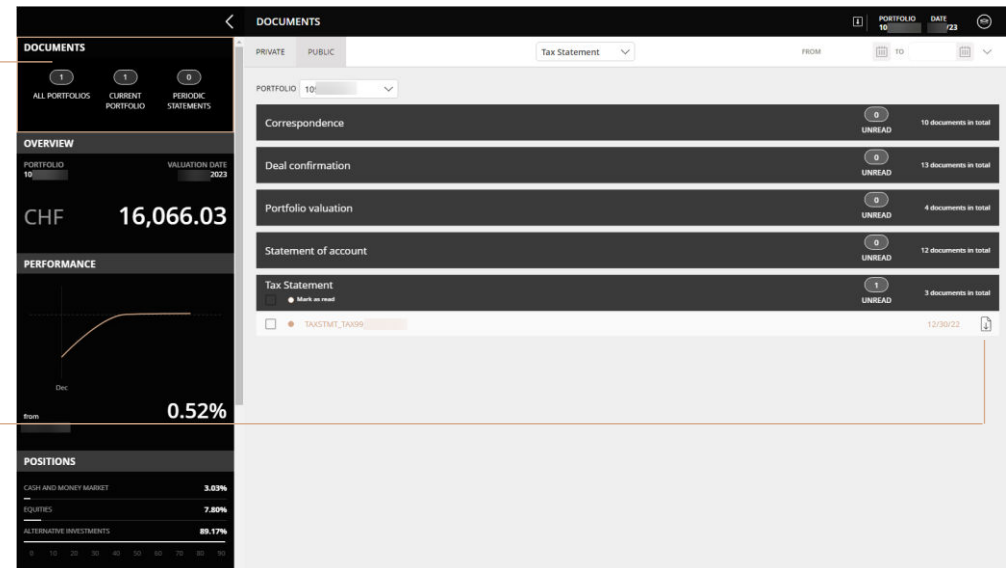 DOCUMENTS
PORTFOLIO DATE
10 /23
DOCUMENTS
1 1 0
ALL PORTFOLIOS CURRENT PORTFOLIO PERIODIC STATEMENTS
OVERVIEW
PORTFOLIO VALUATION DATE
10 2023
CHF 16,066.03
PERFORMANCE
Dec
from 0.52%
POSITIONS
CASH AND MONEY MARKET 3.03%
EQUITIES 7.80%
ALTERNATIVE INVESTMENTS 89.17%
0 10 20 30 40 50 60 70 80 90
PRIVATE PUBLIC Tax Statement FROM TO
PORTFOLIO 10
Correspondence 0 UNREAD 10 documents in total
Deal confirmation 0 UNREAD 13 documents in total
Portfolio valuation 0 UNREAD 4 documents in total
Statement of account 0 UNREAD 12 documents in total
Tax Statement 1 UNREAD 3 documents in total
Mark as read
TAXSTMT_TAX99 12/30/22